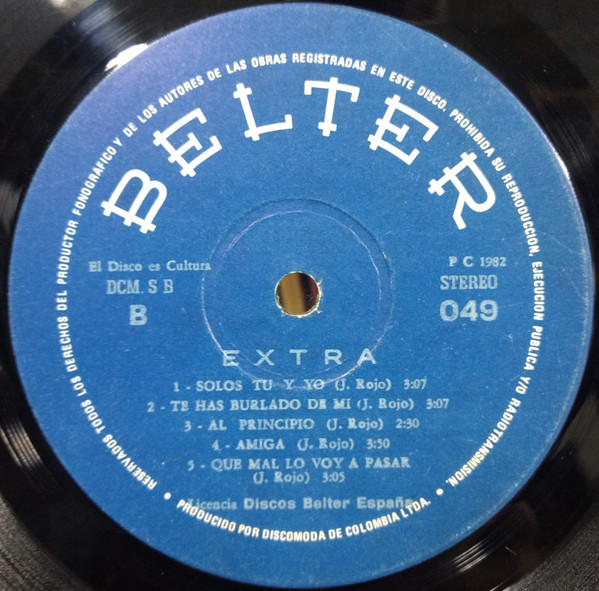 RESERVADOS TODOS LOS DERECHOS DEL PRODUCTOR FONOGRAFICO Y DE LOS AUTORES DE LAS OBRAS REGISTRADAS EN ESTE DISCO. PROHIBIDA SU REPRODUCCION, EJECUCION PUBLICA Y/O RADIOTRANSMISION.
BELTER
El Disco es Cultura
DCM. S B
B
P C 1982
STEREO
049
EXTRA
1 - SOLOS TU Y YO (J. Rojo) 3:07
2 - TE HAS BURLADO DE MI (J. Rojo) 3:07
3 - AL PRINCIPIO (J. Rojo) 2:30
4 - AMIGA (J. Rojo) 3:30
5 - QUE MAL LO VOY A PASAR
(J. Rojo) 3:05
Licencia Discos Belter España
• PRODUCIDO POR DISCOMODA DE COLOMBIA LTDA. •